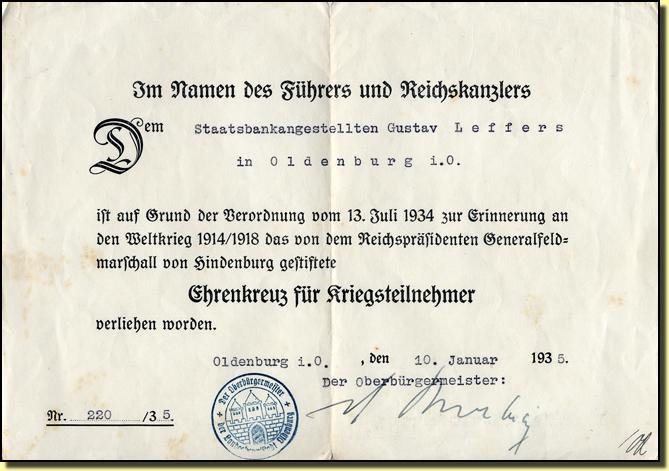 Im Namen des Führers und Reichskanzlers
Dem Staatsbankangestellten Gustav Leffers
in Oldenburg i.O.
ist auf Grund der Verordnung vom 13. Juli 1934 zur Erinnerung an
den Weltkrieg 1914/1918 das von dem Reichspräsidenten Generalfeld-
marschall von Hindenburg gestiftete
Ehrenkreuz für Kriegsteilnehmer
verliehen worden.
Oldenburg i.O. , den 10. Januar 1935.
Der Oberbürgermeister:
Nr. 220 /35
Der Oberbürgermeister
Oldenburg